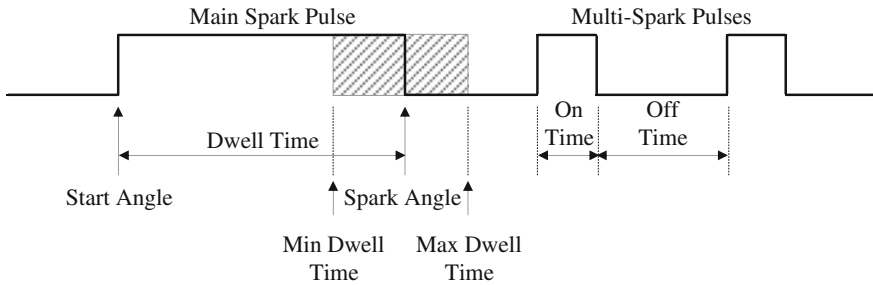 Main Spark Pulse
Multi-Spark Pulses
On
Time
Off
Time
Dwell Time
Start Angle
Spark Angle
Min Dwell
Time
Max Dwell
Time